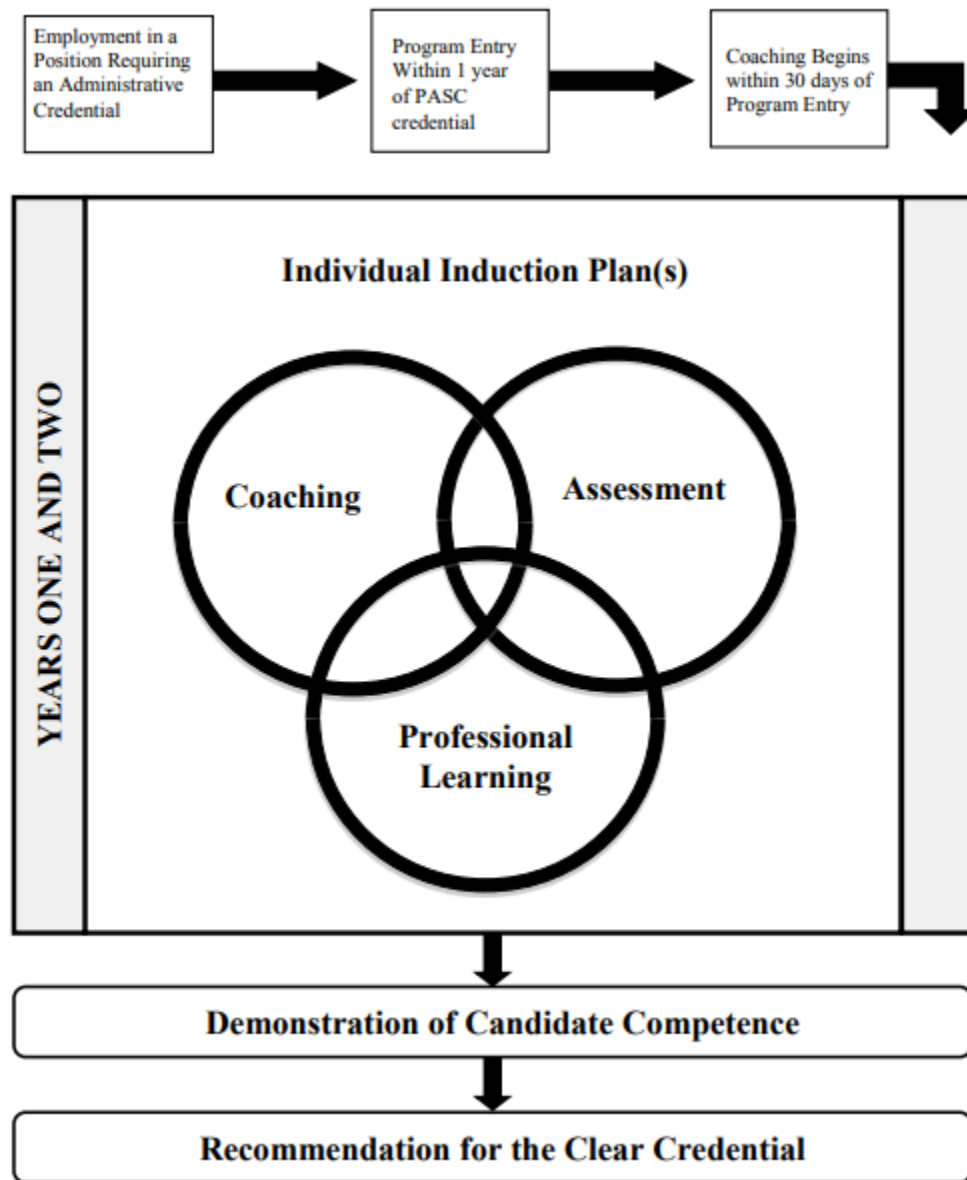 Employment in a
Position Requiring
an Administrative
Credential
Program Entry
Within 1 year
of PASC
credential
Coaching Begins
within 30 days of
Program Entry
Individual Induction Plan(s)
YEARS ONE AND TWO
Coaching
Assessment
Professional
Learning
Demonstration of Candidate Competence
Recommendation for the Clear Credential